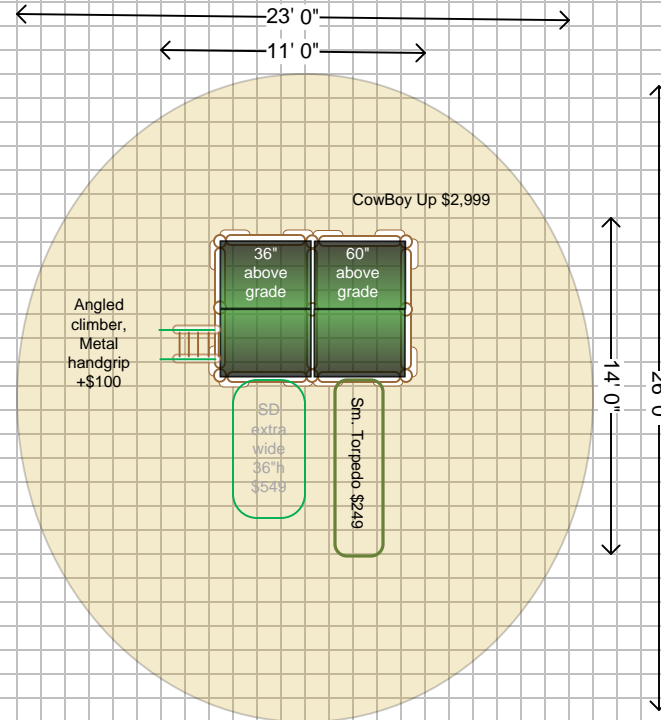 23' 0"
11' 0"
CowBoy Up $2,999
36"
above
grade
60"
above
grade
Angled
climber,
Metal
handgrip
+$100
SD
extra
wide
36"h
$549
Sm. Torpedo $249
14' 0"